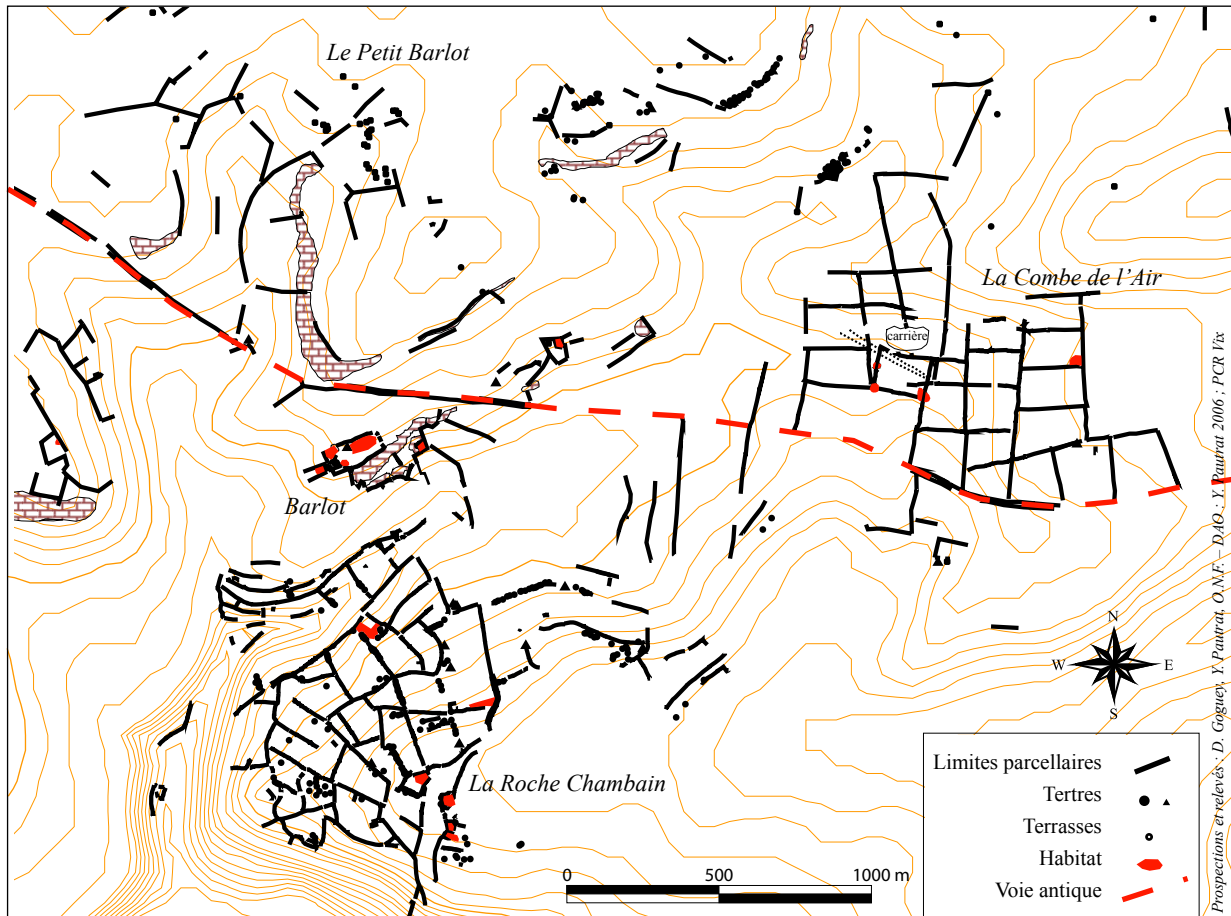 Le Petit Barlot
La Combe de l'Air
carrière
Barlot
La Roche Chambain
N
W
E
S
Limites parcellaires
Tertres
Terrasses
Habitat
Voie antique
0
500
1000 m
Prospections et relevés : D. Goguey, Y. Pautrat, O.N.F. – DAO : Y. Pautrat 2006 ; PCR Vix